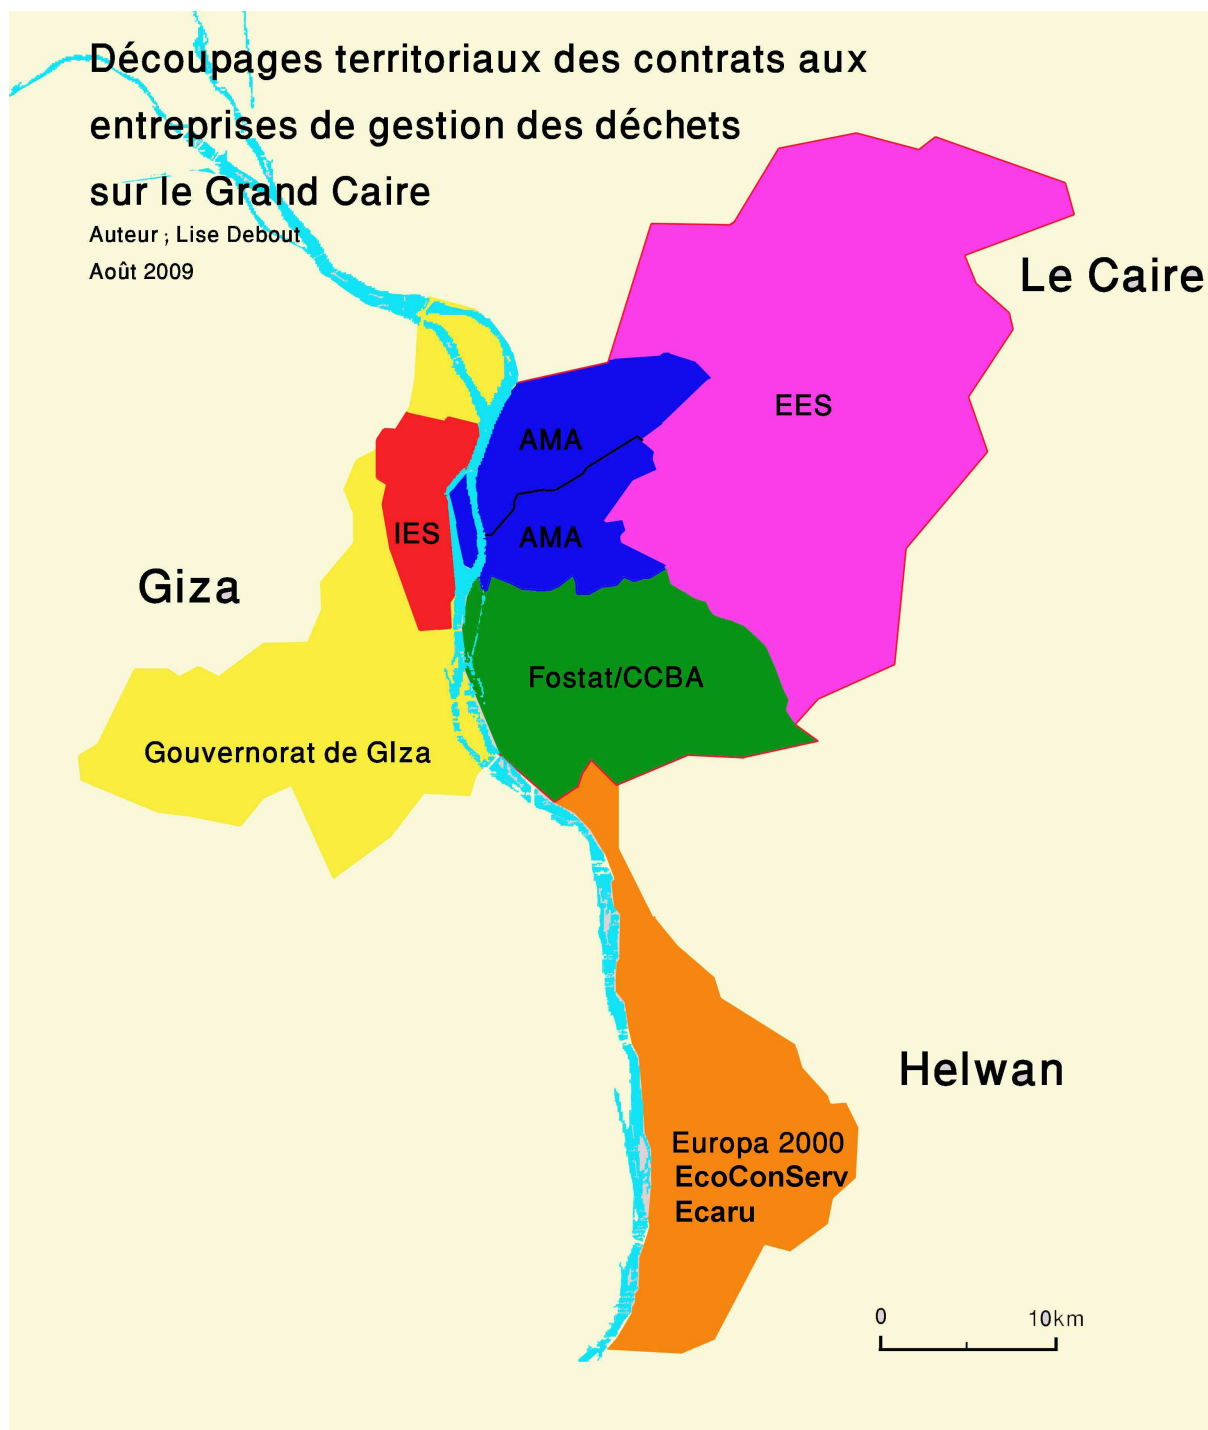 Découpages territoriaux des contrats aux
entreprises de gestion des déchets
sur le Grand Caire
Auteur ; Lise Debout
Août 2009
Le Caire
EES
AMA
IES
AMA
Giza
Fostat/CCBA
Gouvernorat de GIza
Helwan
Europa 2000
EcoConServ
Ecaru
0 10km